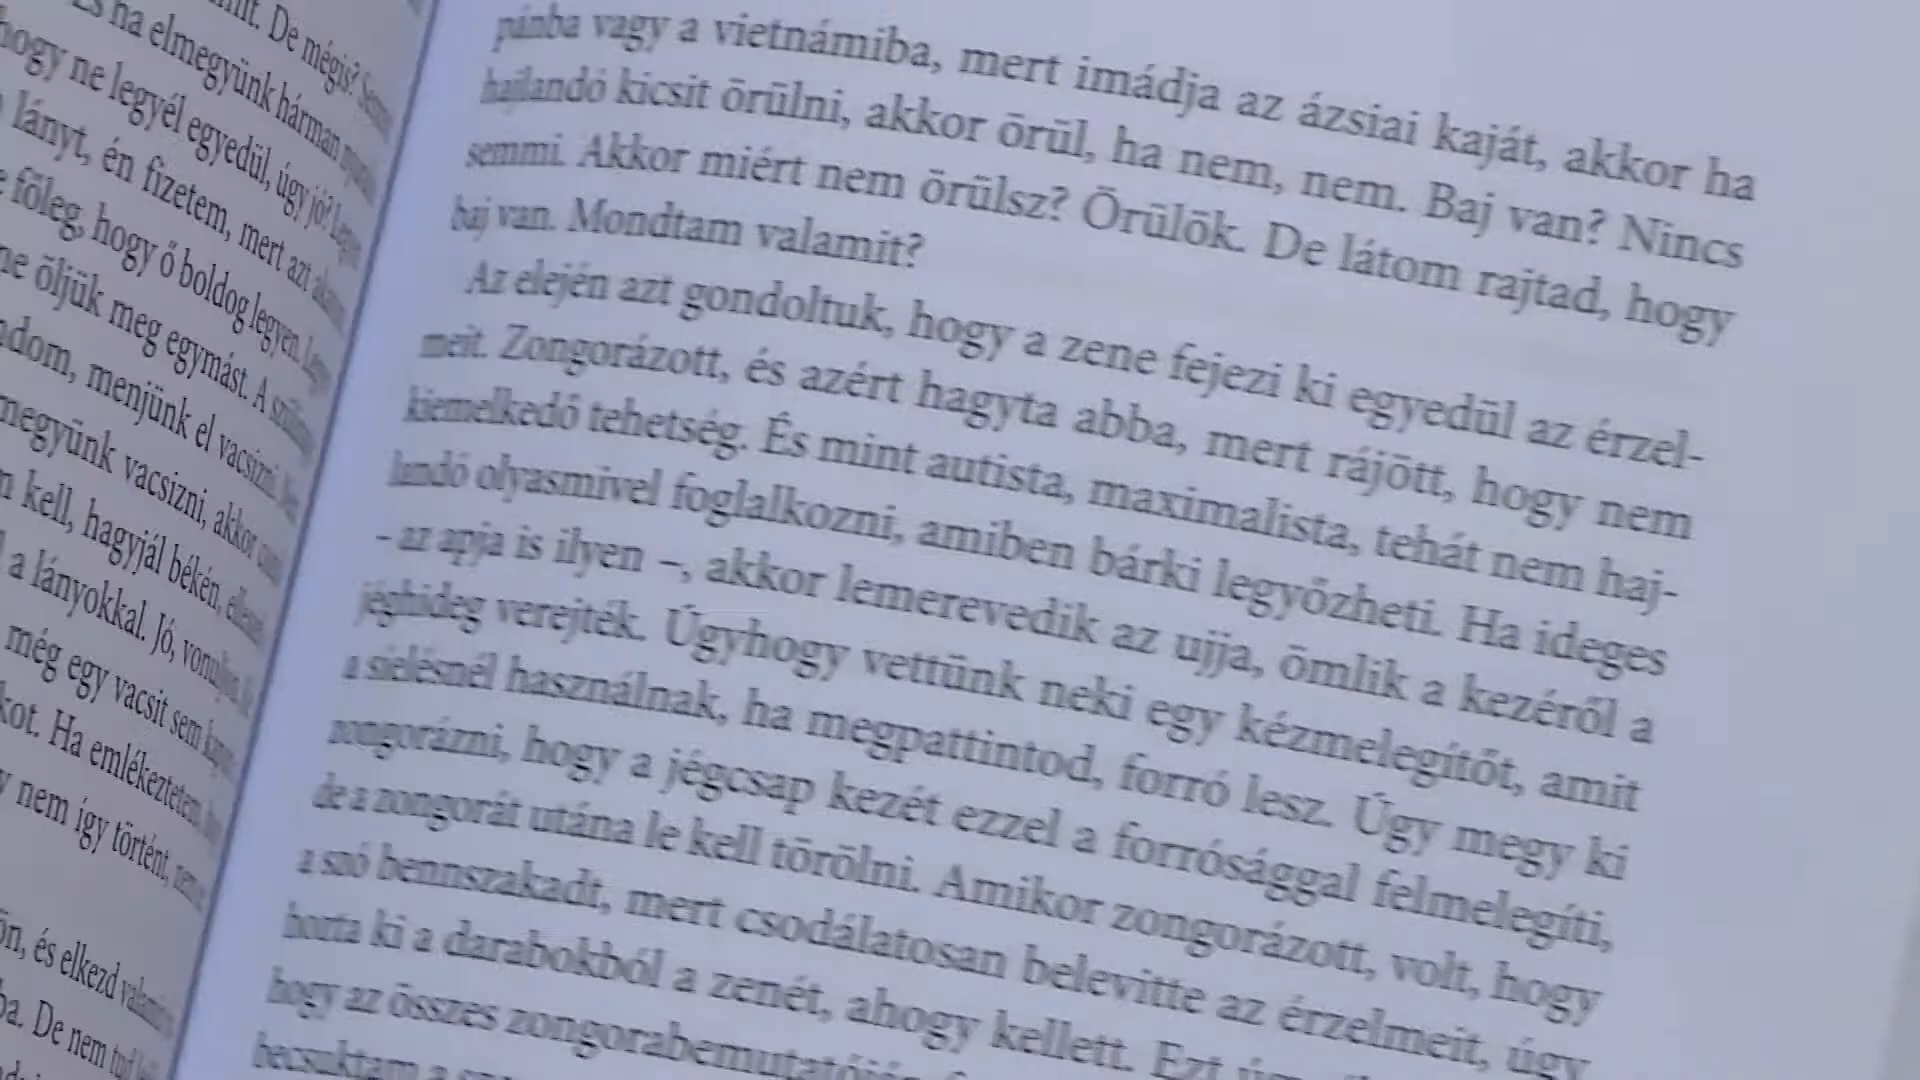 mit. De mégis?
És ha elmegyünk hárman
hogy ne legyél egyedül, úgy jó?
lányt, én fizetem, mert azt
főleg, hogy ő boldog legyen.
ne öljük meg egymást. A
menjünk el vacsizni.
megyünk vacsizni, akkor
kell, hagyjál békén,
a lányokkal. Jó,
még egy vacsit sem
Ha emlékeztetem
nem így történt,
és elkezd
De nem tud
pánba vagy a vietnámiba, mert imádja az ázsiai kaját, akkor ha
hajlandó kicsit örülni, akkor örül, ha nem, nem. Baj van? Nincs
semmi. Akkor miért nem örülsz? Örülök. De látom rajtad, hogy
baj van. Mondtam valamit?
Az elején azt gondoltuk, hogy a zene fejezi ki egyedül az érzel-
meit. Zongorázott, és azért hagyta abba, mert rájött, hogy nem
kiemelkedő tehetség. És mint autista, maximalista, tehát nem haj-
landó olyasmivel foglalkozni, amiben bárki legyőzheti. Ha ideges
– az apja is ilyen –, akkor lemerevedik az ujja, ömlik a kezéről a
jéghideg verejték. Úgyhogy vettünk neki egy kézmelegítőt, amit
a síelésnél használnak, ha megpattintod, forró lesz. Úgy megy ki
zongorázni, hogy a jégcsap kezét ezzel a forrósággal felmelegíti,
de a zongorát utána le kell törölni. Amikor zongorázott, volt, hogy
a szó bennszakadt, mert csodálatosan belevitte az érzelmeit, úgy
hozta ki a darabokból a zenét, ahogy kellett. Ezt
hogy az összes
becsuktam a